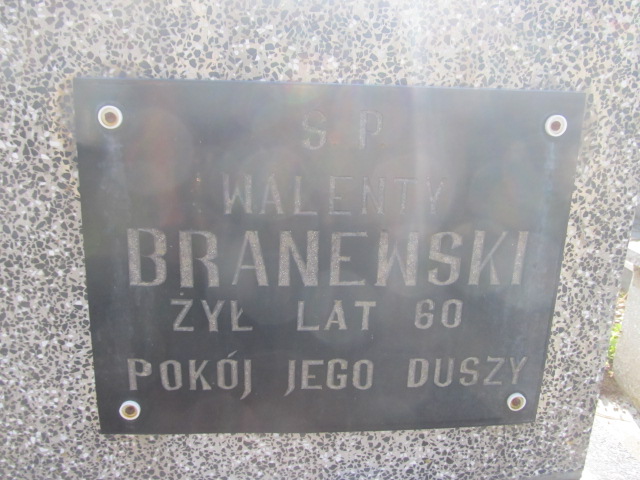 Ś. P.
WALENTY
BRANEWSKI
ŻYŁ LAT 60
POKÓJ JEGO DUSZY